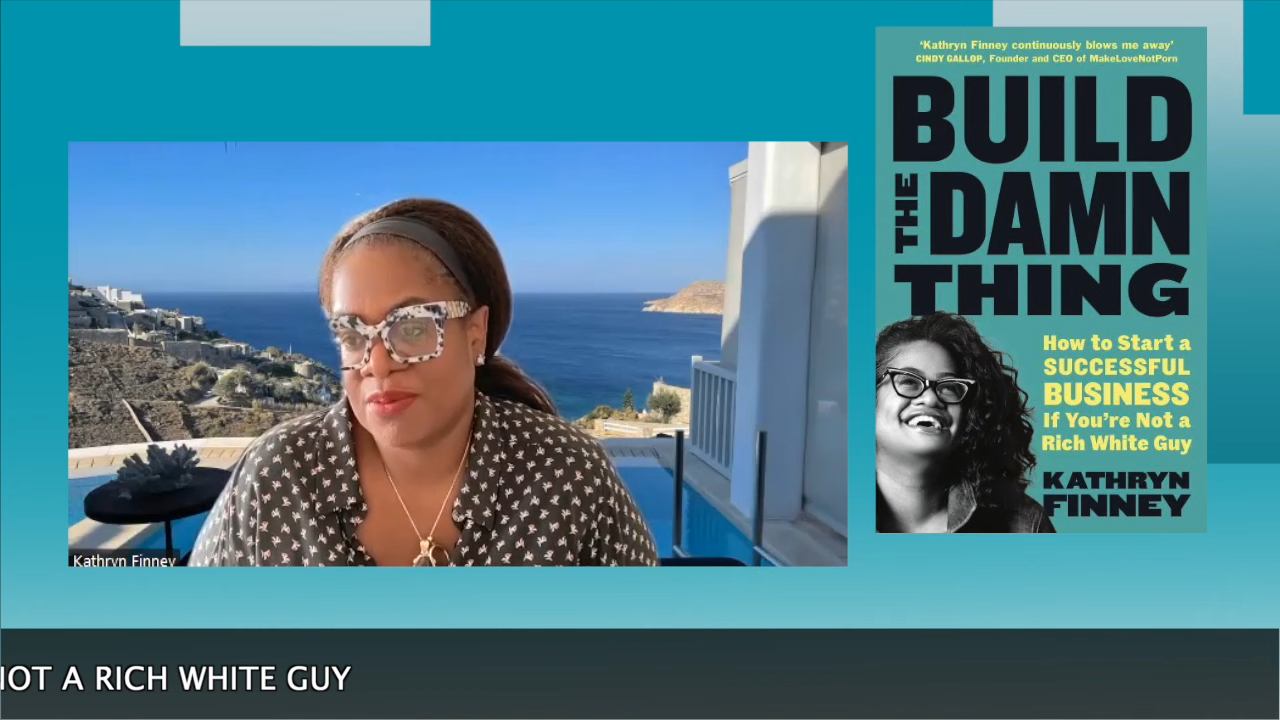 'Kathryn Finney continuously blows me away'
CINDY GALLOP, Founder and CEO of MakeLoveNotPorn
BUILD
THE DAMN
THING
How to Start a
SUCCESSFUL
BUSINESS
If You're Not a
Rich White Guy
KATHRYN
FINNEY
Kathryn Finney
NOT A RICH WHITE GUY